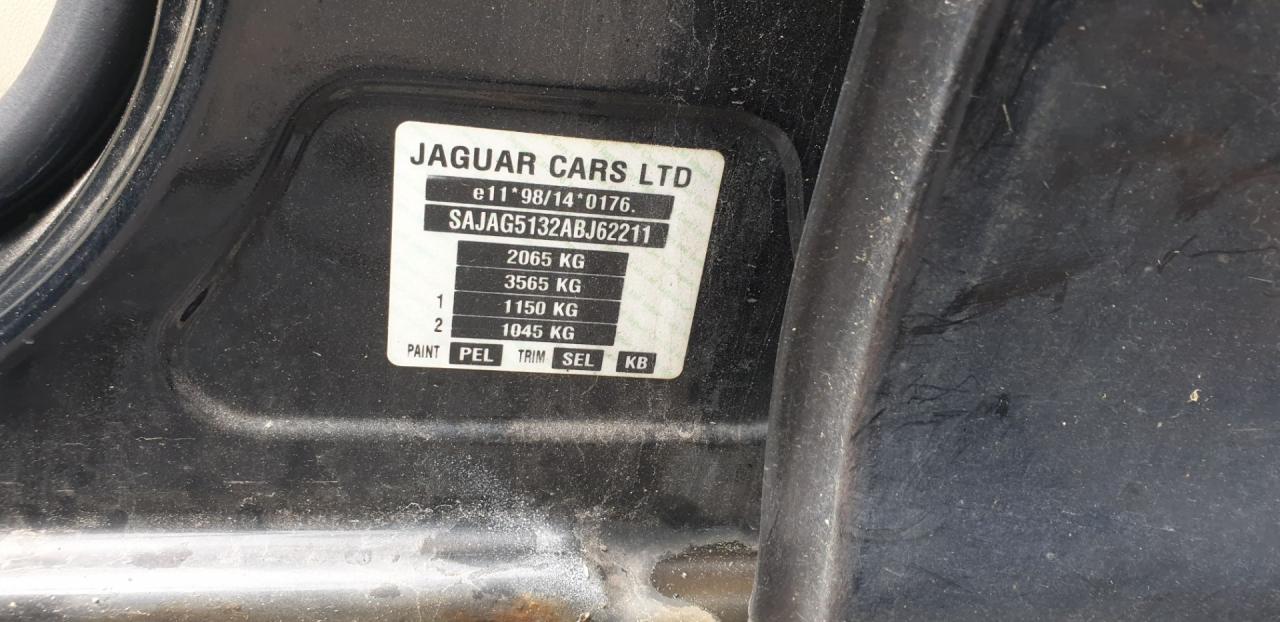 JAGUAR CARS LTD
e11*98/14*0176.
SAJAG5132ABJ62211
2065 KG
3565 KG
1 1150 KG
2 1045 KG
PAINT PEL TRIM SEL KB